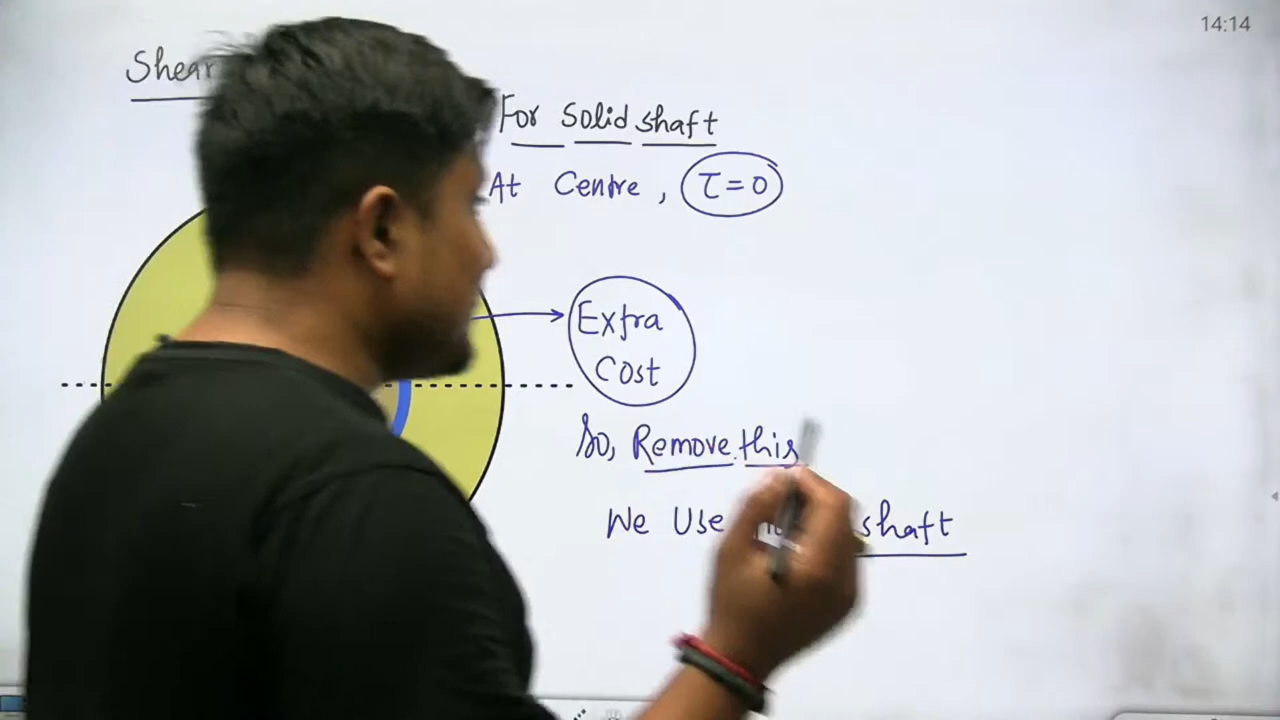 14:14
Shear
For Solid shaft
At Centre, τ=0
Extra
Cost
So, Remove this
We Use shaft